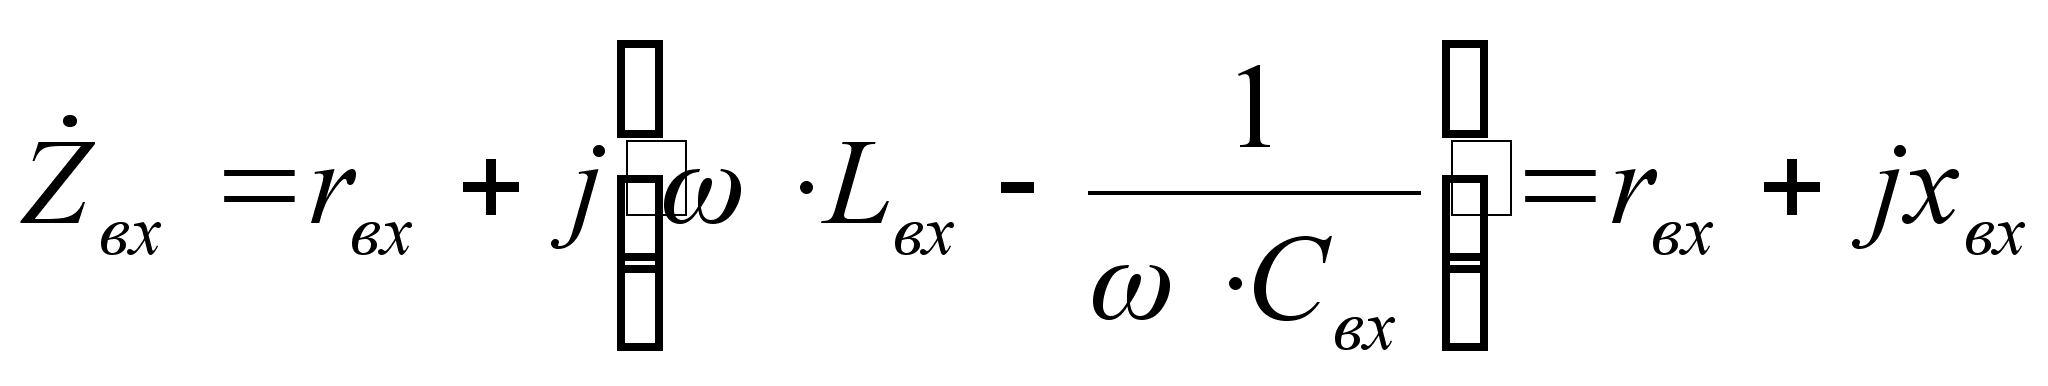 Ż_вх = r_вх + j(ω · L_вх - 1/(ω · C_вх)) = r_вх + jx_вх